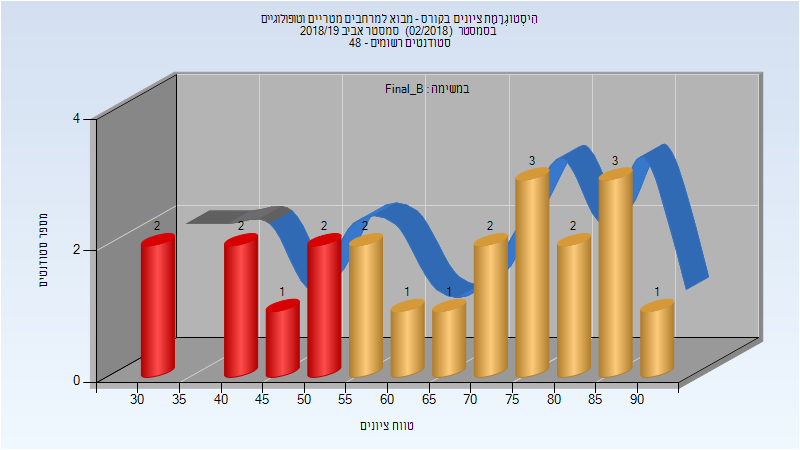 היסטוגרמת ציונים בקורס - מבוא למרחבים מטריים וטופולוגיים
בסמסטר (02/2018) סמסטר אביב 2018/19
סטודנטים רשומים - 48
במשימה : Final_B
מספר סטודנטים
4
2
0
2
2
1
2
2
1
1
2
3
2
3
1
30 35 40 45 50 55 60 65 70 75 80 85 90
טווח ציונים